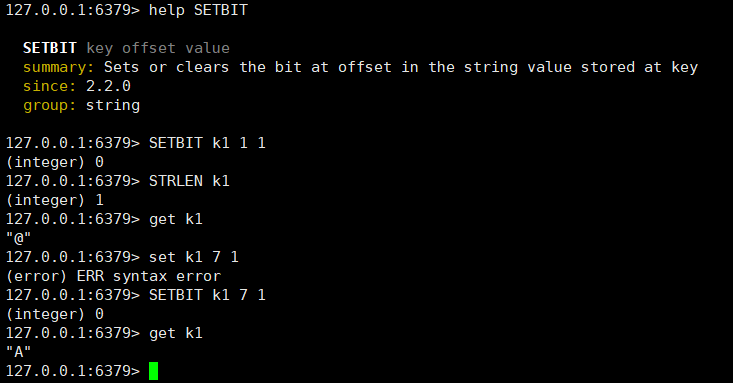 127.0.0.1:6379> help SETBIT
SETBIT key offset value
summary: Sets or clears the bit at offset in the string value stored at key
since: 2.2.0
group: string
127.0.0.1:6379> SETBIT k1 1 1
(integer) 0
127.0.0.1:6379> STRLEN k1
(integer) 1
127.0.0.1:6379> get k1
"@"
127.0.0.1:6379> set k1 7 1
(error) ERR syntax error
127.0.0.1:6379> SETBIT k1 7 1
(integer) 0
127.0.0.1:6379> get k1
"A"
127.0.0.1:6379>